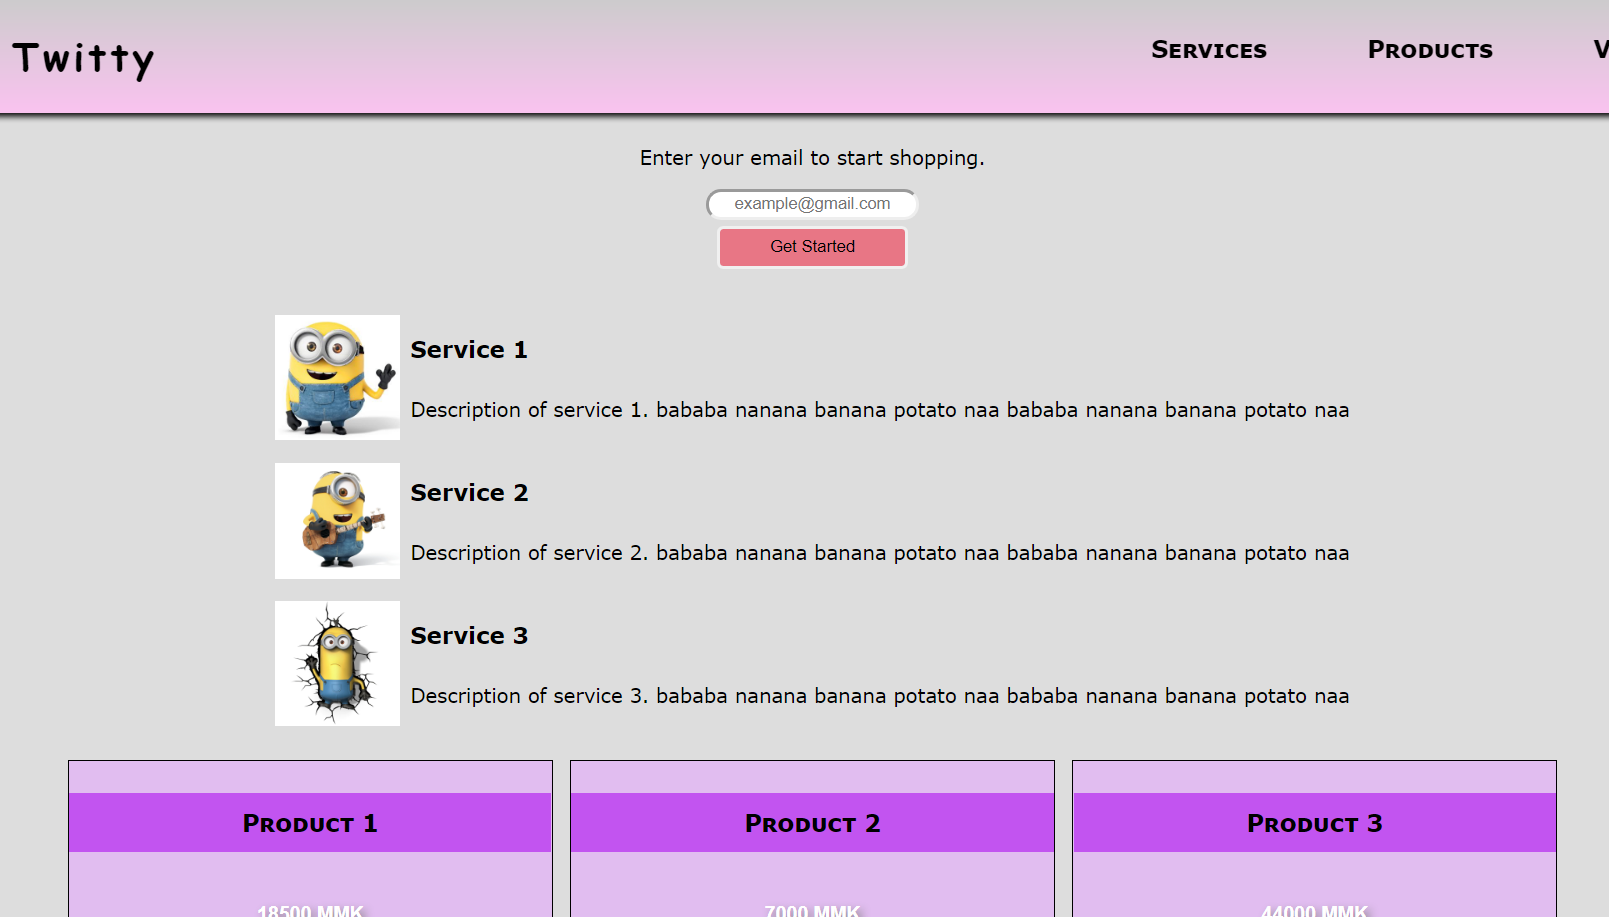 Twitty
Services
Products
V
Enter your email to start shopping.
example@gmail.com
Get Started
Service 1
Description of service 1. bababa nanana banana potato naa bababa nanana banana potato naa
Service 2
Description of service 2. bababa nanana banana potato naa bababa nanana banana potato naa
Service 3
Description of service 3. bababa nanana banana potato naa bababa nanana banana potato naa
Product 1
Product 2
Product 3
18500 MMK
7000 MMK
44000 MMK